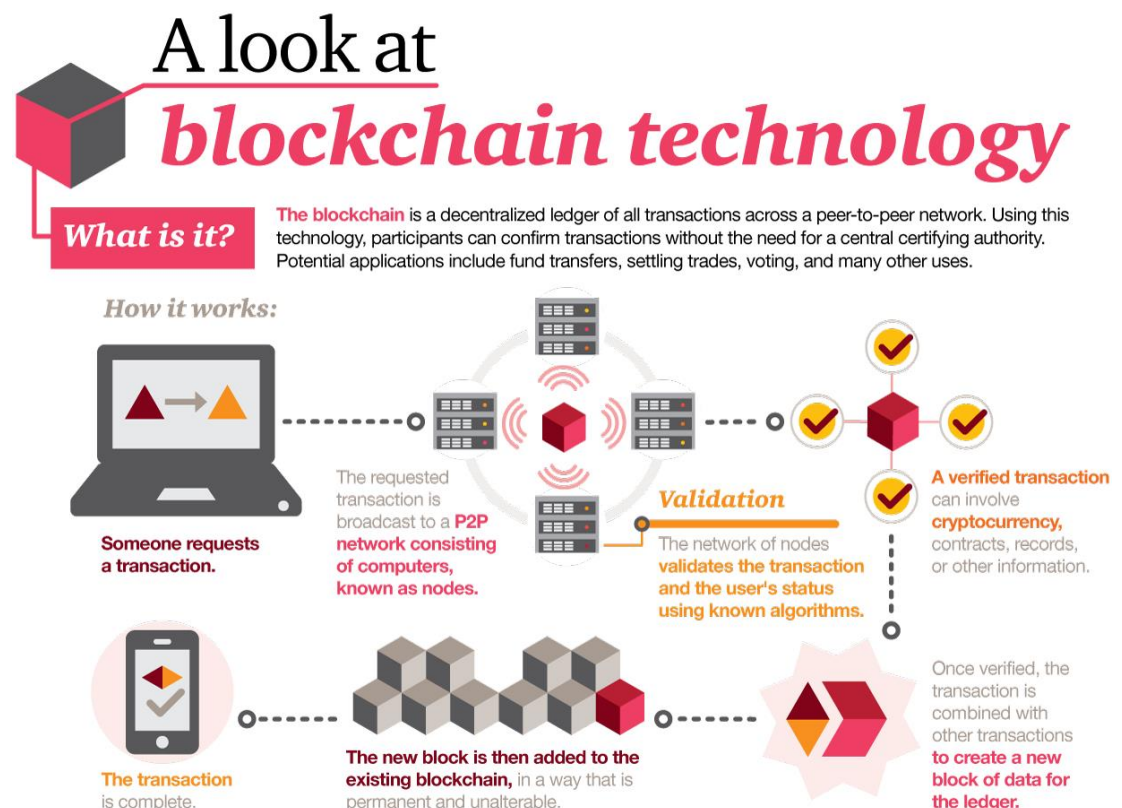 A look at
blockchain technology
What is it?
The blockchain is a decentralized ledger of all transactions across a peer-to-peer network. Using this
technology, participants can confirm transactions without the need for a central certifying authority.
Potential applications include fund transfers, settling trades, voting, and many other uses.
How it works:
Someone requests
a transaction.
The requested
transaction is
broadcast to a P2P
network consisting
of computers,
known as nodes.
Validation
The network of nodes
validates the transaction
and the user's status
using known algorithms.
A verified transaction
can involve
cryptocurrency,
contracts, records,
or other information.
Once verified, the
transaction is
combined with
other transactions
to create a new
block of data for
the ledger.
The new block is then added to the
existing blockchain, in a way that is
permanent and unalterable.
The transaction
is complete.